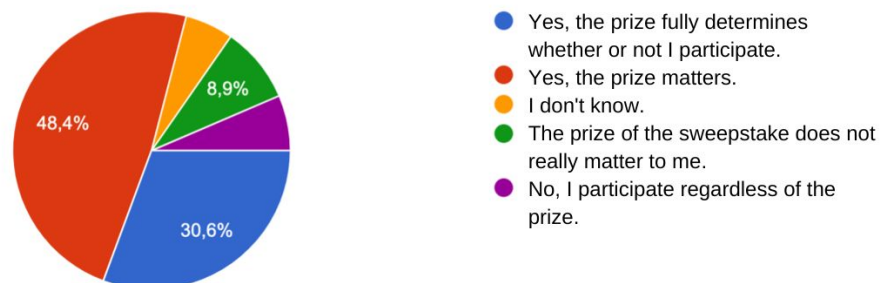 48,4%
8,9%
30,6%
Yes, the prize fully determines
whether or not I participate.
Yes, the prize matters.
I don't know.
The prize of the sweepstake does not
really matter to me.
No, I participate regardless of the
prize.